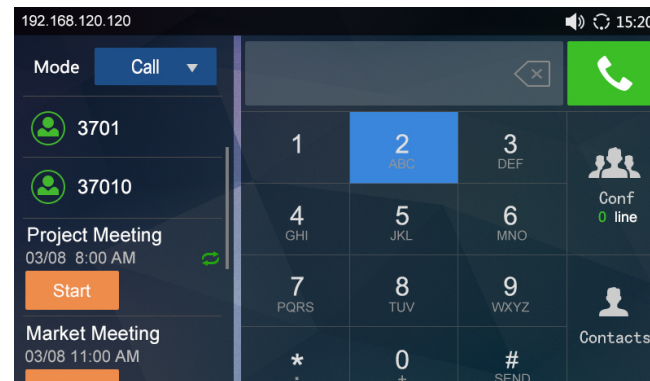 192.168.120.120
15:20
Mode Call
3701
37010
Project Meeting
03/08 8:00 AM
Start
Market Meeting
03/08 11:00 AM
1
2
ABC
3
DEF
4
GHI
5
JKL
6
MNO
7
PQRS
8
TUV
9
WXYZ
*
.
0
+
#
SEND
Conf
0 line
Contacts